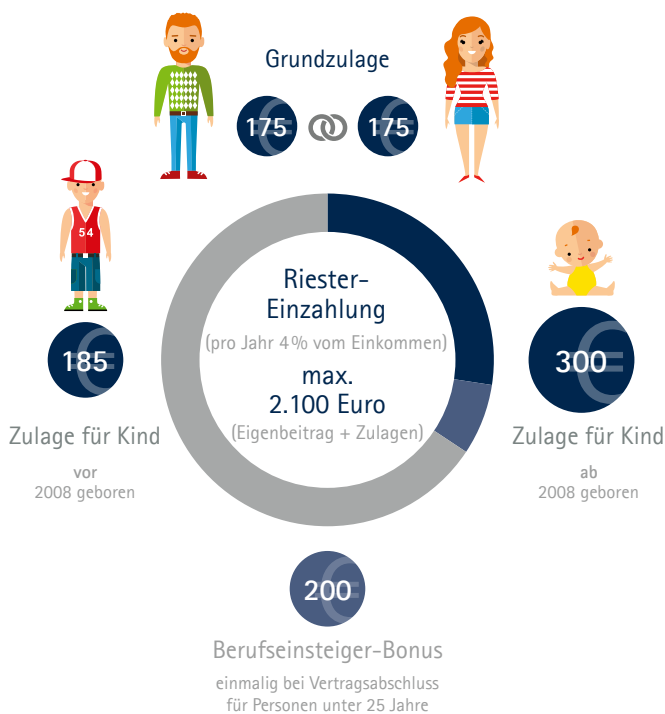 Grundzulage
175 175
54
Riester-
Einzahlung
(pro Jahr 4% vom Einkommen)
max.
2.100 Euro
(Eigenbeitrag + Zulagen)
185
Zulage für Kind
vor
2008 geboren
300
Zulage für Kind
ab
2008 geboren
200
Berufseinsteiger-Bonus
einmalig bei Vertragsabschluss
für Personen unter 25 Jahre